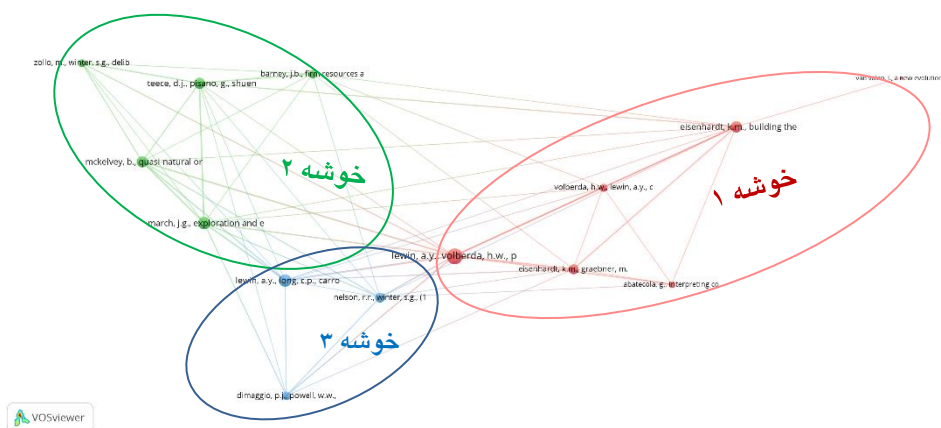 zollo, m., winter, s.g., delib
teece, d.j., pisano, g., shuen
barney, j.b., firm resources a
mckelvey, b., quasi natural or
march, j.g., exploration and e
خوشه ۲
eisenhardt, k.m., building the
volberda, h.w., lewin, a.y., c
lewin, a.y., volberda, h.w., p
eisenhardt, k.m., graebner, m.
abatecola, g., interpreting co
خوشه ۱
lewin, a.y., long, c.p., carro
nelson, r.r., winter, s.g., (1
dimaggio, p.j., powell, w.w.,
خوشه ۳
VOSviewer